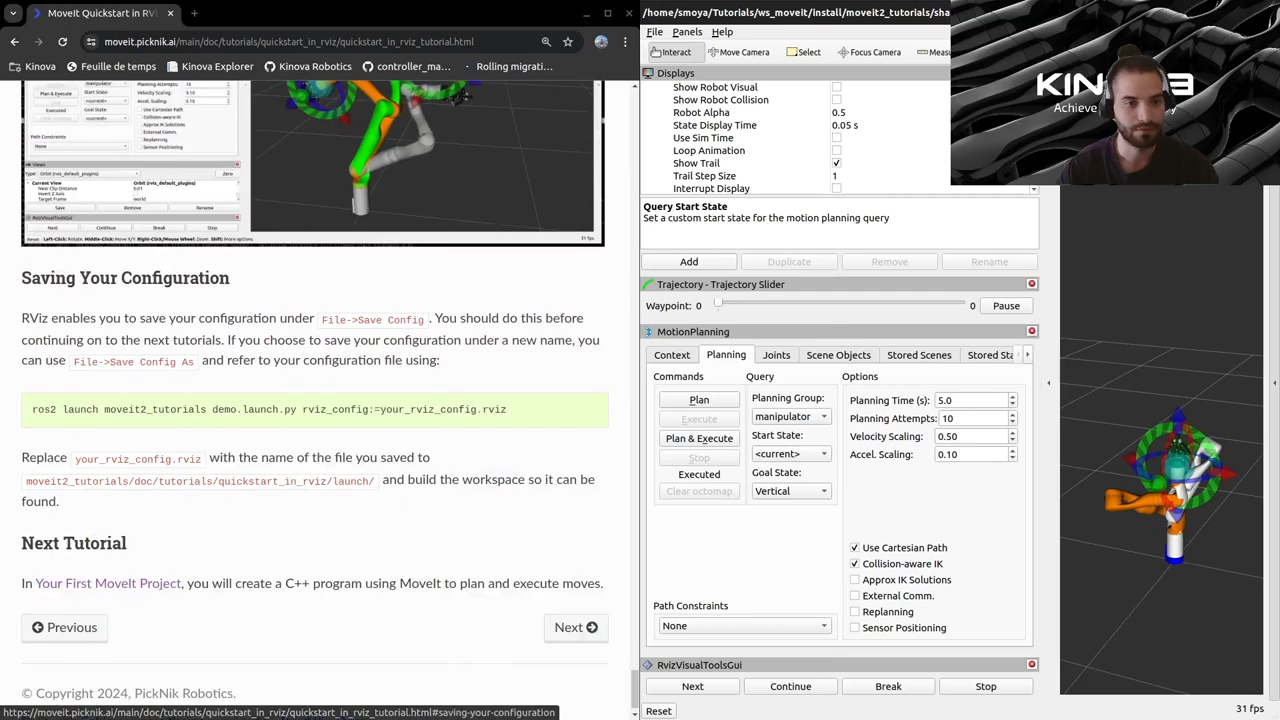 MoveIt Quickstart in RViz
moveit.picknik.ai/main/doc/tutorials/quickstart_in_rviz/quickstart_in_rviz_tutorial.html
Kinova
Feuille de temps
Kinova Explorer
Kinova Robotics
controller_ma...
Rolling migrati...
Plan & Execute
Saving Your Configuration
RViz enables you to save your configuration under File->Save Config. You should do this before
continuing on to the next tutorials. If you choose to save your configuration under a new name, you
can use File->Save Config As and refer to your configuration file using:
ros2 launch moveit2_tutorials demo.launch.py rviz_config:=your_rviz_config.rviz
Replace your_rviz_config.rviz with the name of the file you saved to
moveit2_tutorials/doc/tutorials/quickstart_in_rviz/launch/ and build the workspace so it can be
found.
Next Tutorial
In Your First MoveIt Project, you will create a C++ program using MoveIt to plan and execute moves.
Previous
Next
© Copyright 2024, PickNik Robotics.
https://moveit.picknik.ai/main/doc/tutorials/quickstart_in_rviz/quickstart_in_rviz_tutorial.html#saving-your-configuration
/home/smoya/Tutorials/ws_moveit/install/moveit2_tutorials/sha
File Panels Help
Interact Move Camera Select Focus Camera Measu
Displays
Show Robot Visual
Show Robot Collision
Robot Alpha
State Display Time
Use Sim Time
Loop Animation
Show Trail
Trail Step Size 1
Interrupt Display
Query Start State
Set a custom start state for the motion planning query
Add Duplicate Remove Rename
Trajectory - Trajectory Slider
Waypoint: 0 0 Pause
MotionPlanning
Context Planning Joints Scene Objects Stored Scenes Stored Sta
Commands Query Options
Plan Planning Group: Planning Time (s): 5.0
Execute manipulator Planning Attempts: 10
Plan & Execute Start State: Velocity Scaling: 0.50
Stop <current> Accel. Scaling: 0.10
Executed Goal State:
Clear octomap Vertical
Use Cartesian Path
Collision-aware IK
Approx IK Solutions
External Comm.
Path Constraints Replanning
None Sensor Positioning
RvizVisualToolsGui
Next Continue Break Stop
Reset 31 fps
Achieve